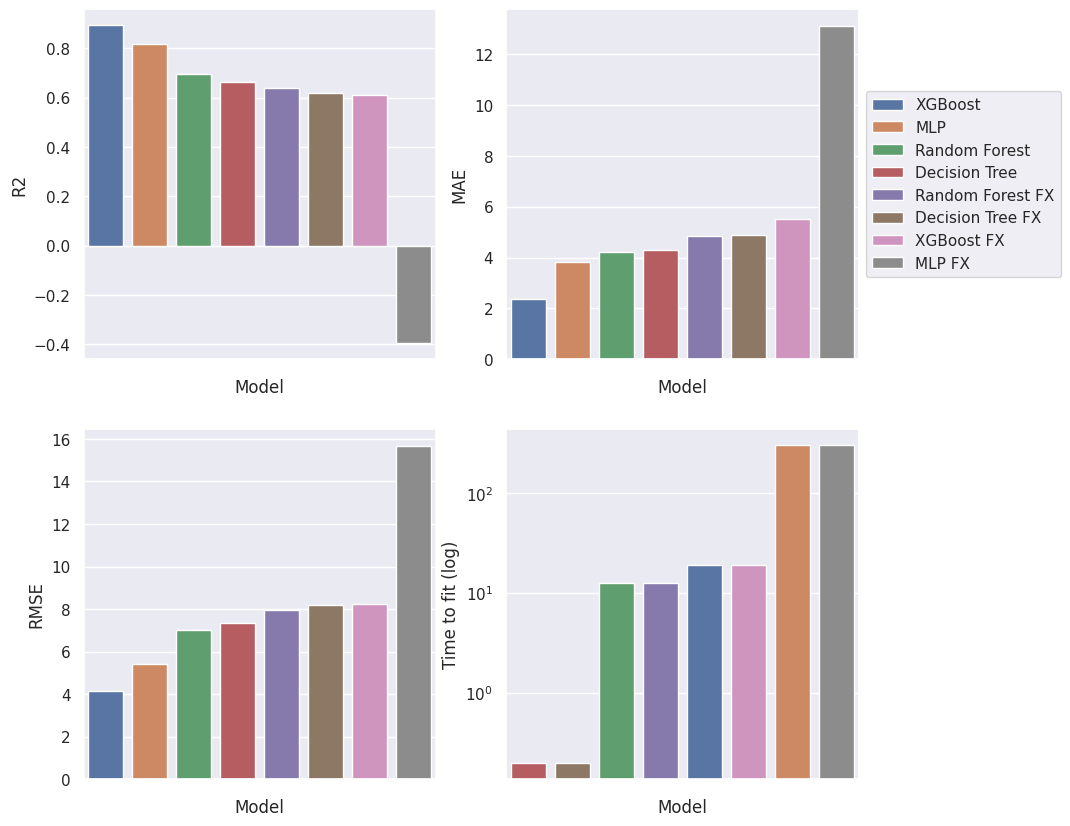 R2
0.8
0.6
0.4
0.2
0.0
−0.2
−0.4
Model
MAE
12
10
8
6
4
2
0
Model
XGBoost
MLP
Random Forest
Decision Tree
Random Forest FX
Decision Tree FX
XGBoost FX
MLP FX
RMSE
16
14
12
10
8
6
4
2
0
Model
Time to fit (log)
10²
10¹
10⁰
Model